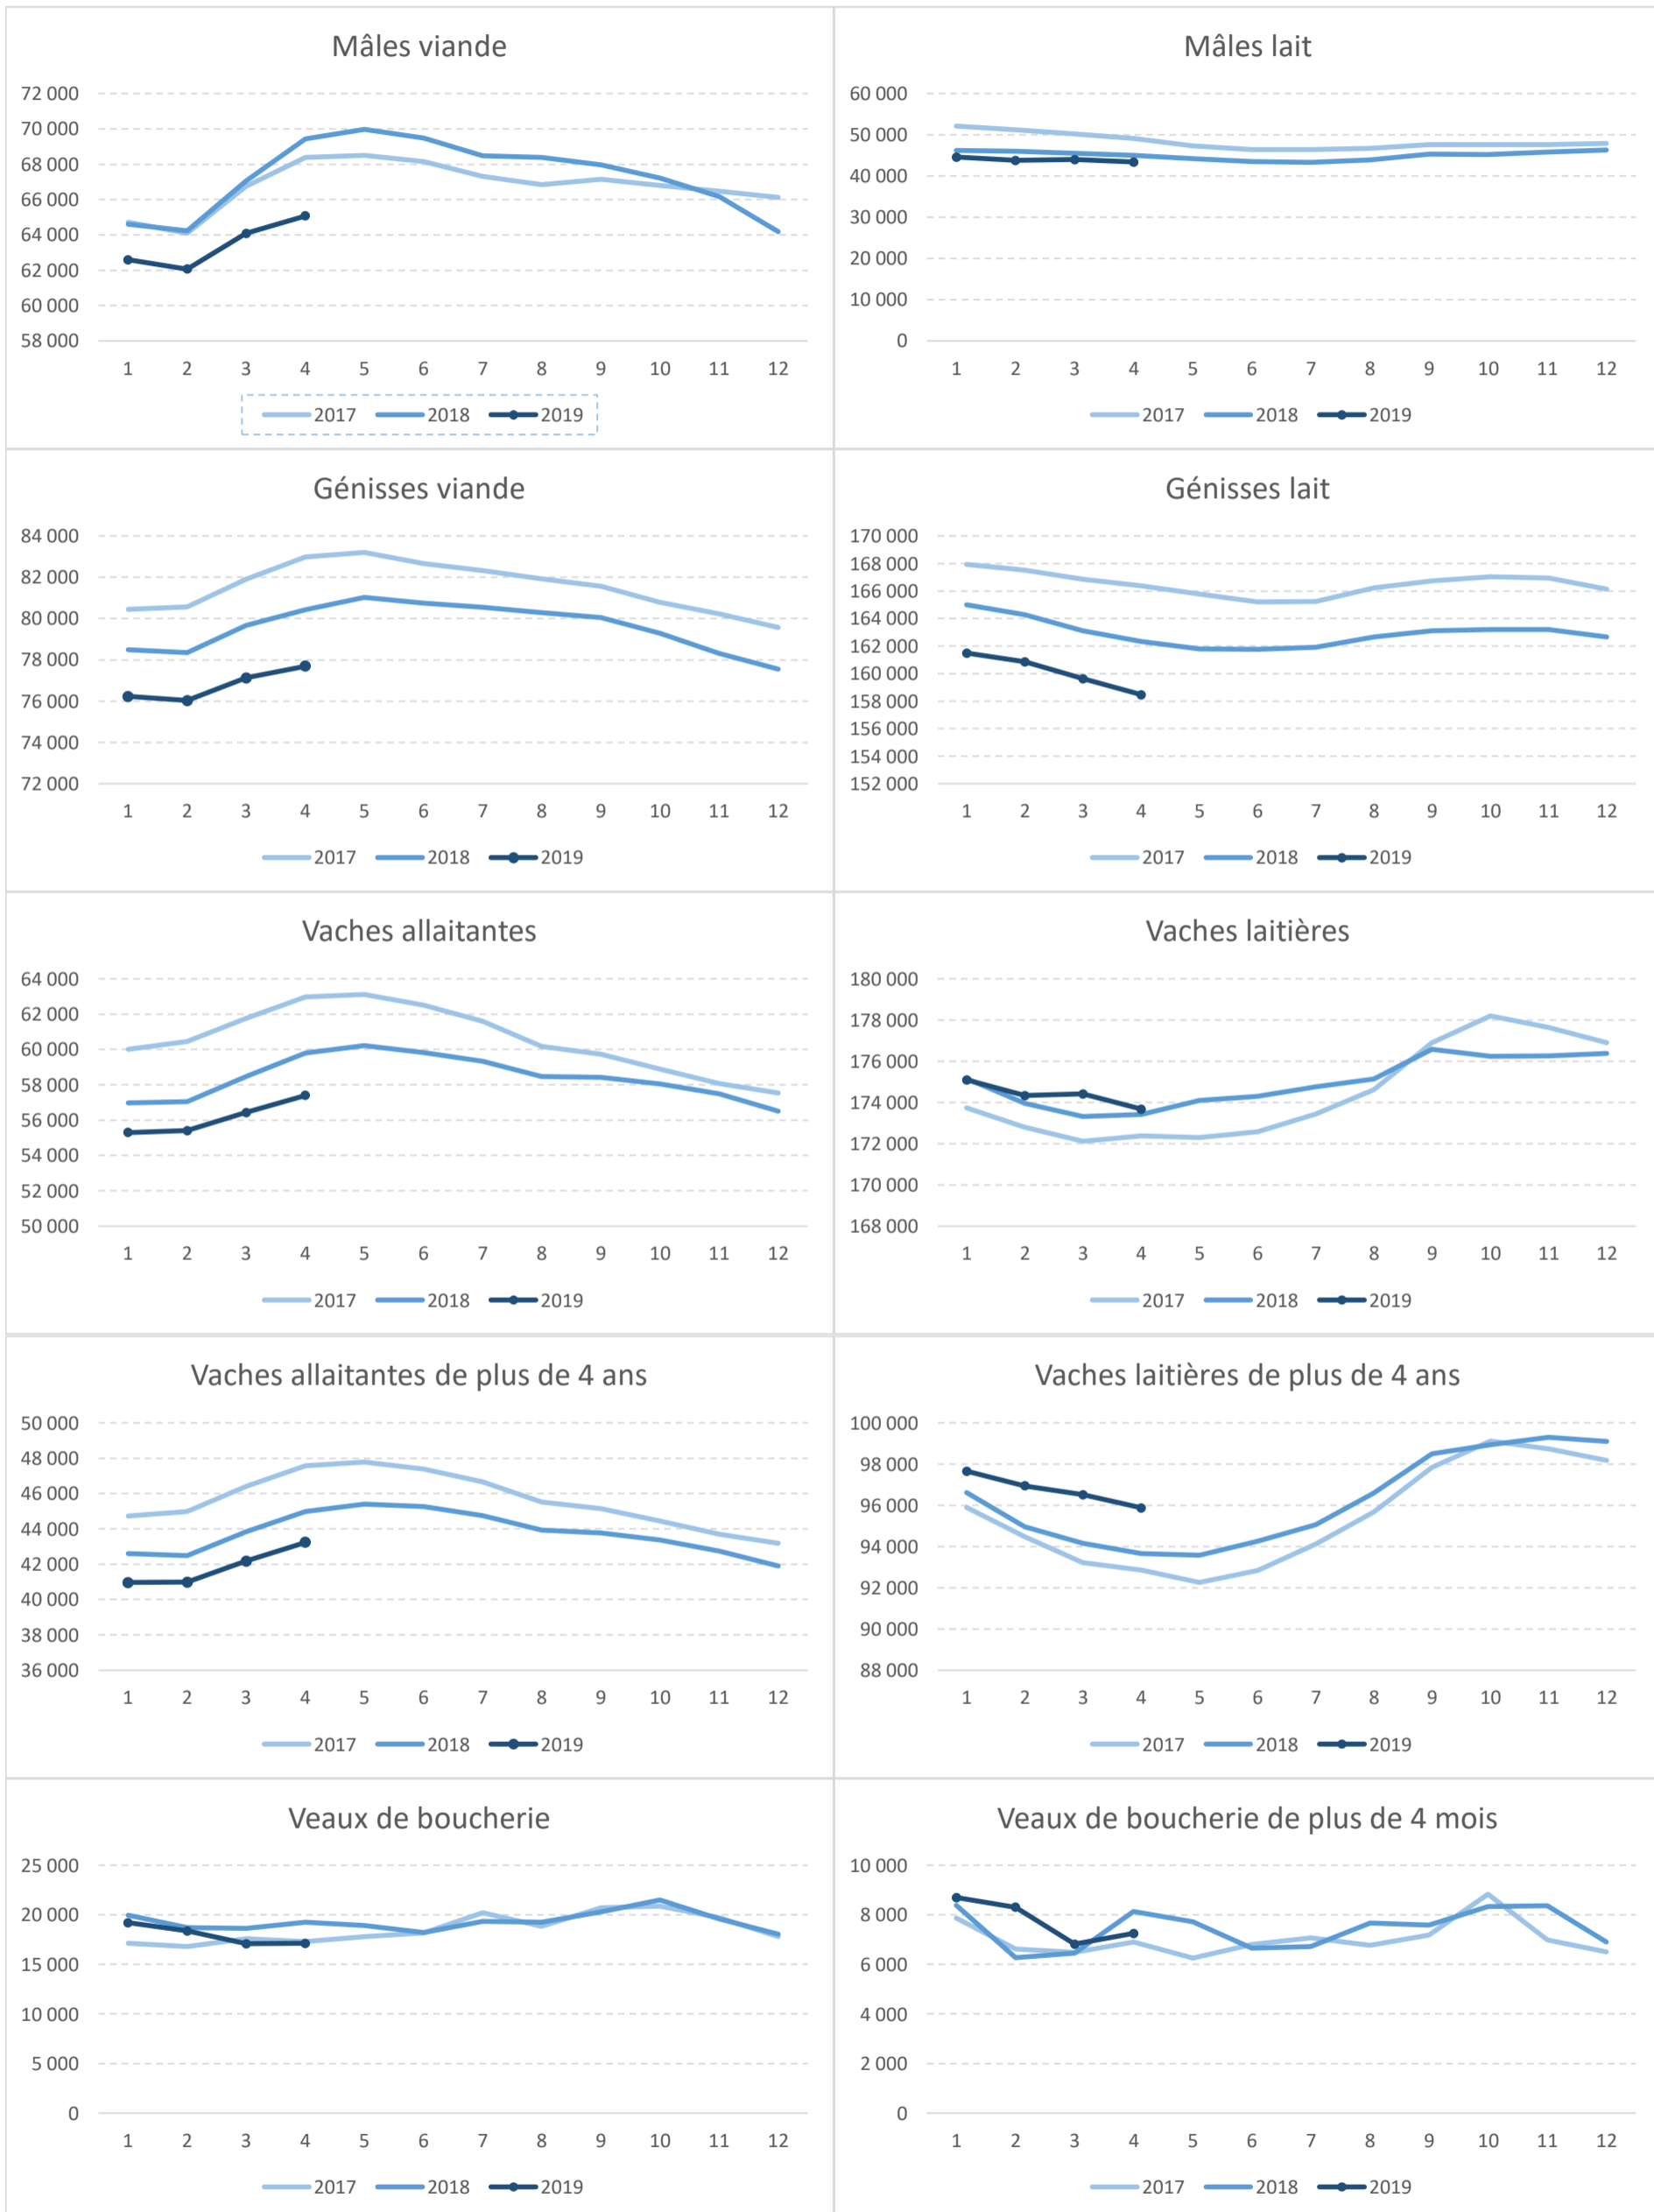 Mâles viande
72 000
70 000
68 000
66 000
64 000
62 000
60 000
58 000
1 2 3 4 5 6 7 8 9 10 11 12
2017 2018 2019
Mâles lait
60 000
50 000
40 000
30 000
20 000
10 000
0
1 2 3 4 5 6 7 8 9 10 11 12
2017 2018 2019
Génisses viande
84 000
82 000
80 000
78 000
76 000
74 000
72 000
1 2 3 4 5 6 7 8 9 10 11 12
2017 2018 2019
Génisses lait
170 000
168 000
166 000
164 000
162 000
160 000
158 000
156 000
154 000
152 000
1 2 3 4 5 6 7 8 9 10 11 12
2017 2018 2019
Vaches allaitantes
64 000
62 000
60 000
58 000
56 000
54 000
52 000
50 000
1 2 3 4 5 6 7 8 9 10 11 12
2017 2018 2019
Vaches laitières
180 000
178 000
176 000
174 000
172 000
170 000
168 000
1 2 3 4 5 6 7 8 9 10 11 12
2017 2018 2019
Vaches allaitantes de plus de 4 ans
50 000
48 000
46 000
44 000
42 000
40 000
38 000
36 000
1 2 3 4 5 6 7 8 9 10 11 12
2017 2018 2019
Vaches laitières de plus de 4 ans
100 000
98 000
96 000
94 000
92 000
90 000
88 000
1 2 3 4 5 6 7 8 9 10 11 12
2017 2018 2019
Veaux de boucherie
25 000
20 000
15 000
10 000
5 000
0
1 2 3 4 5 6 7 8 9 10 11 12
2017 2018 2019
Veaux de boucherie de plus de 4 mois
10 000
8 000
6 000
4 000
2 000
0
1 2 3 4 5 6 7 8 9 10 11 12
2017 2018 2019